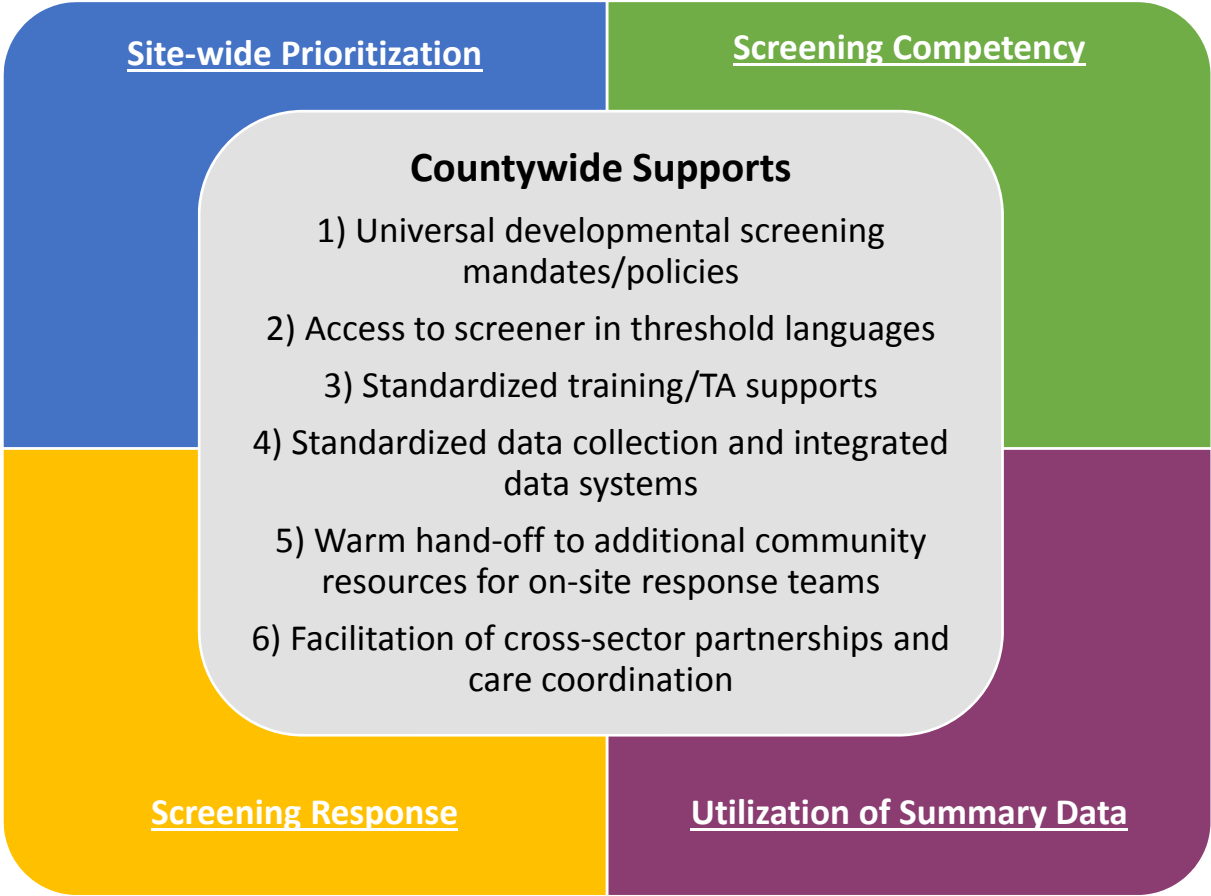 Site-wide Prioritization
Screening Competency
Countywide Supports
1) Universal developmental screening
mandates/policies
2) Access to screener in threshold languages
3) Standardized training/TA supports
4) Standardized data collection and integrated
data systems
5) Warm hand-off to additional community
resources for on-site response teams
6) Facilitation of cross-sector partnerships and
care coordination
Screening Response
Utilization of Summary Data